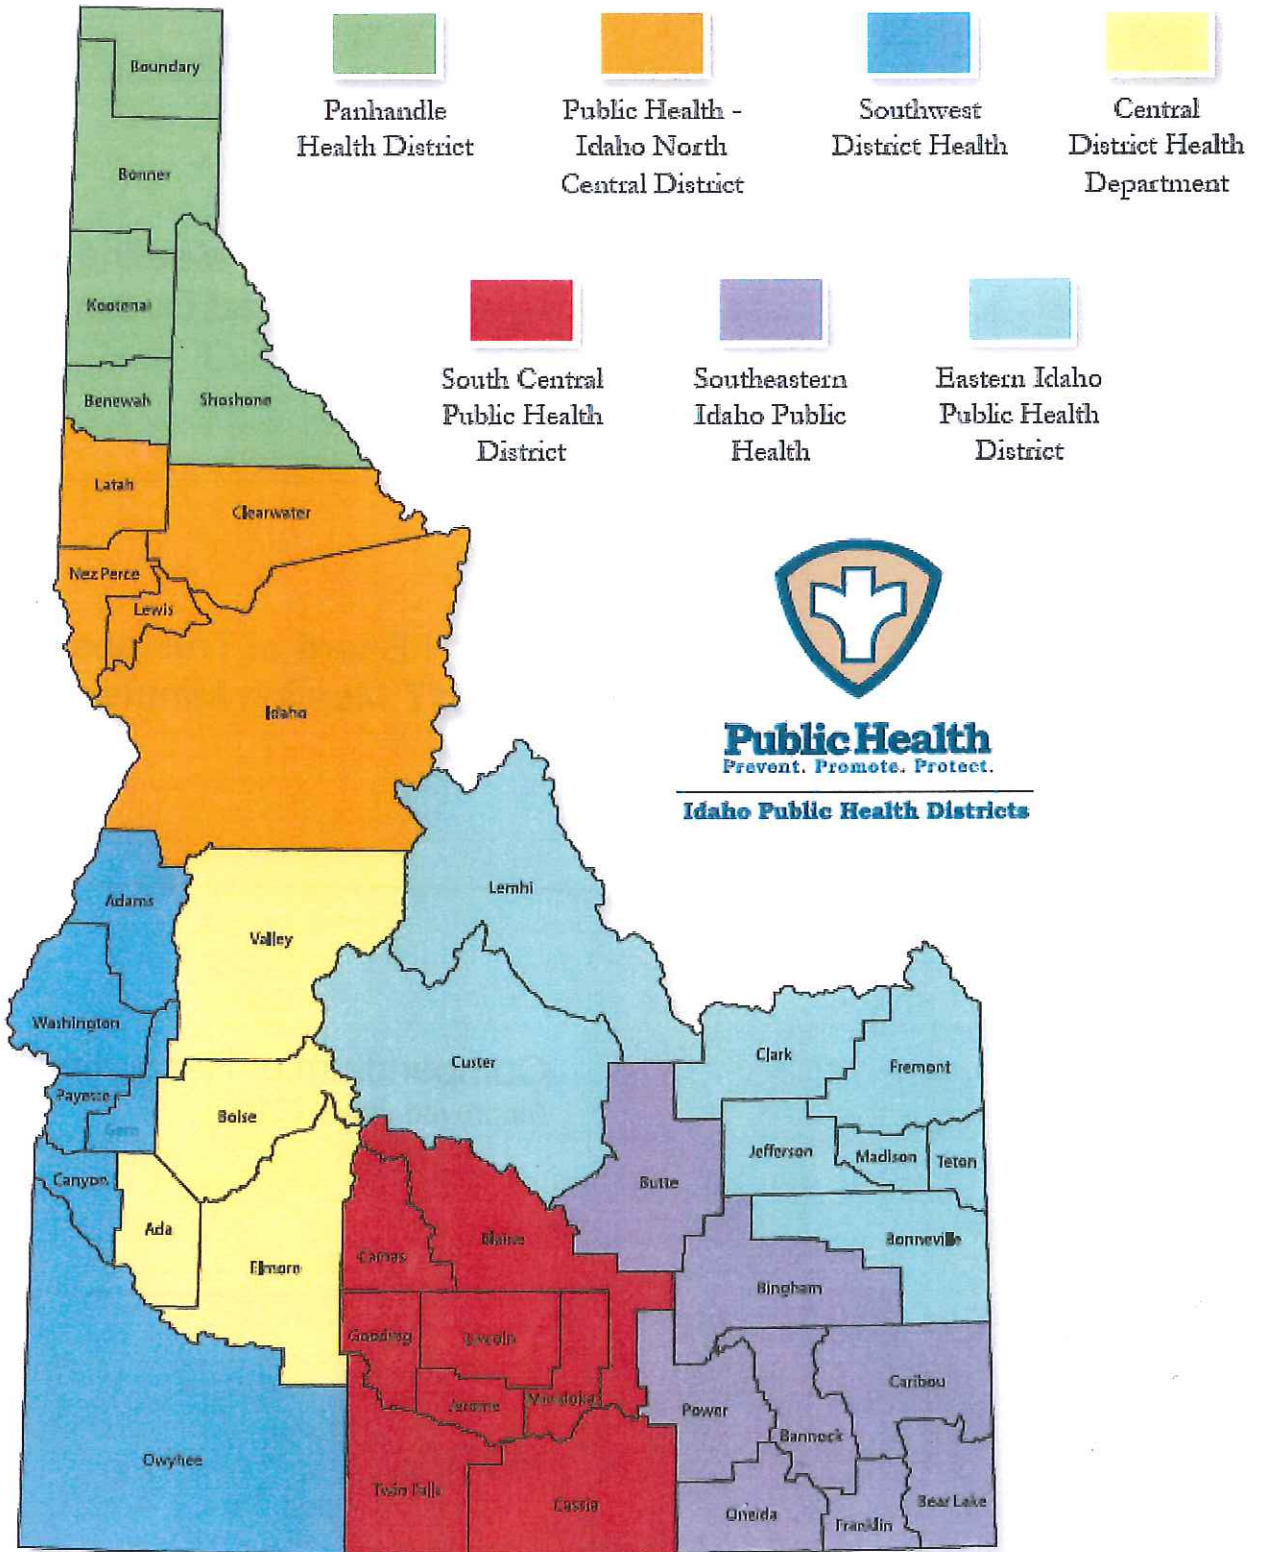 Panhandle
Health District
Public Health -
Idaho North
Central District
Southwest
District Health
Central
District Health
Department
South Central
Public Health
District
Southeastern
Idaho Public
Health
Eastern Idaho
Public Health
District
Public Health
Prevent. Promote. Protect.
Idaho Public Health Districts
Boundary
Bonner
Kootenai
Benewah
Shoshone
Latah
Clearwater
Nez Perce
Lewis
Idaho
Adams
Valley
Lemhi
Washington
Custer
Clark
Fremont
Payette
Gem
Boise
Jefferson
Madison
Teton
Canyon
Butte
Ada
Elmore
Camas
Blaine
Bonneville
Bingham
Gooding
Lincoln
Jerome
Minidoka
Power
Caribou
Bannock
Owyhee
Twin Falls
Cassia
Oneida
Franklin
Bear Lake